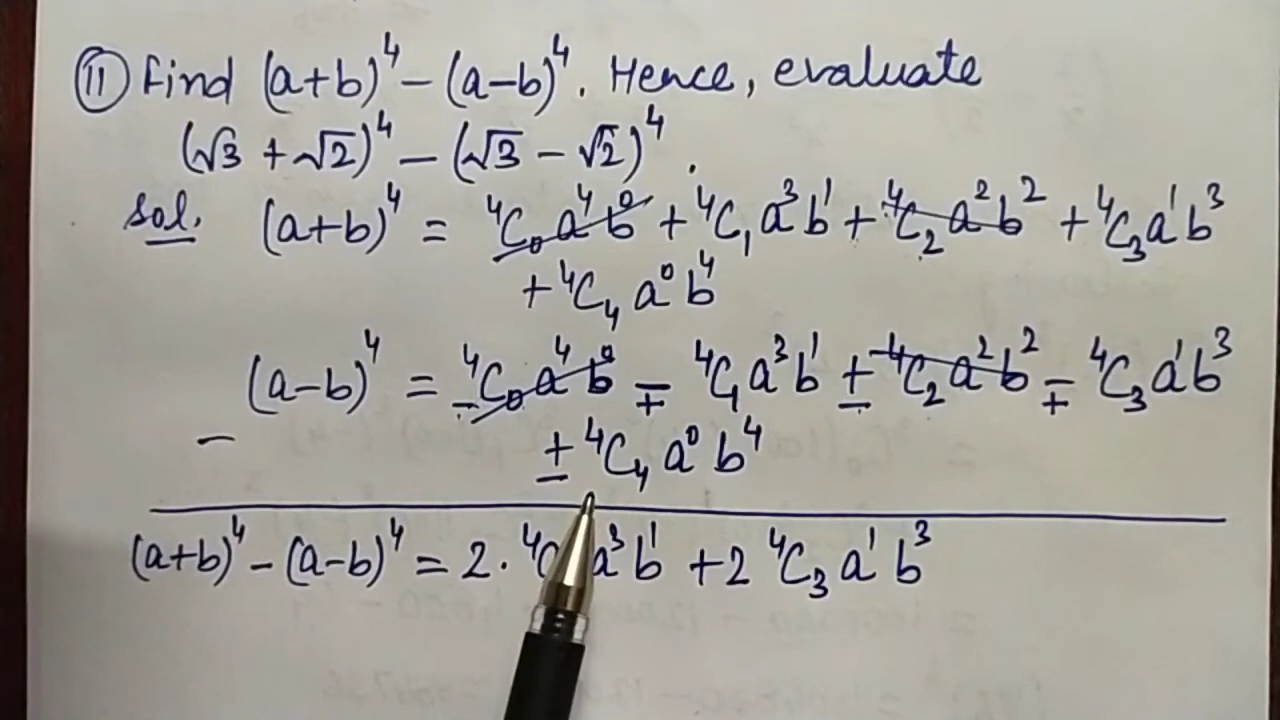 ⑪ Find (a+b)⁴ − (a−b)⁴. Hence, evaluate
(√3 + √2)⁴ − (√3 − √2)⁴.
Sol. (a+b)⁴ = ⁴C₀a⁴b⁰ + ⁴C₁a³b¹ + ⁴C₂a²b² + ⁴C₃a¹b³
+ ⁴C₄a⁰b⁴
(a−b)⁴ = ⁴C₀a⁴b⁰ − ⁴C₁a³b¹ + ⁴C₂a²b² − ⁴C₃a¹b³
− + ⁴C₄a⁰b⁴
(a+b)⁴ − (a−b)⁴ = 2·⁴C a³b¹ + 2 ⁴C₃a¹b³